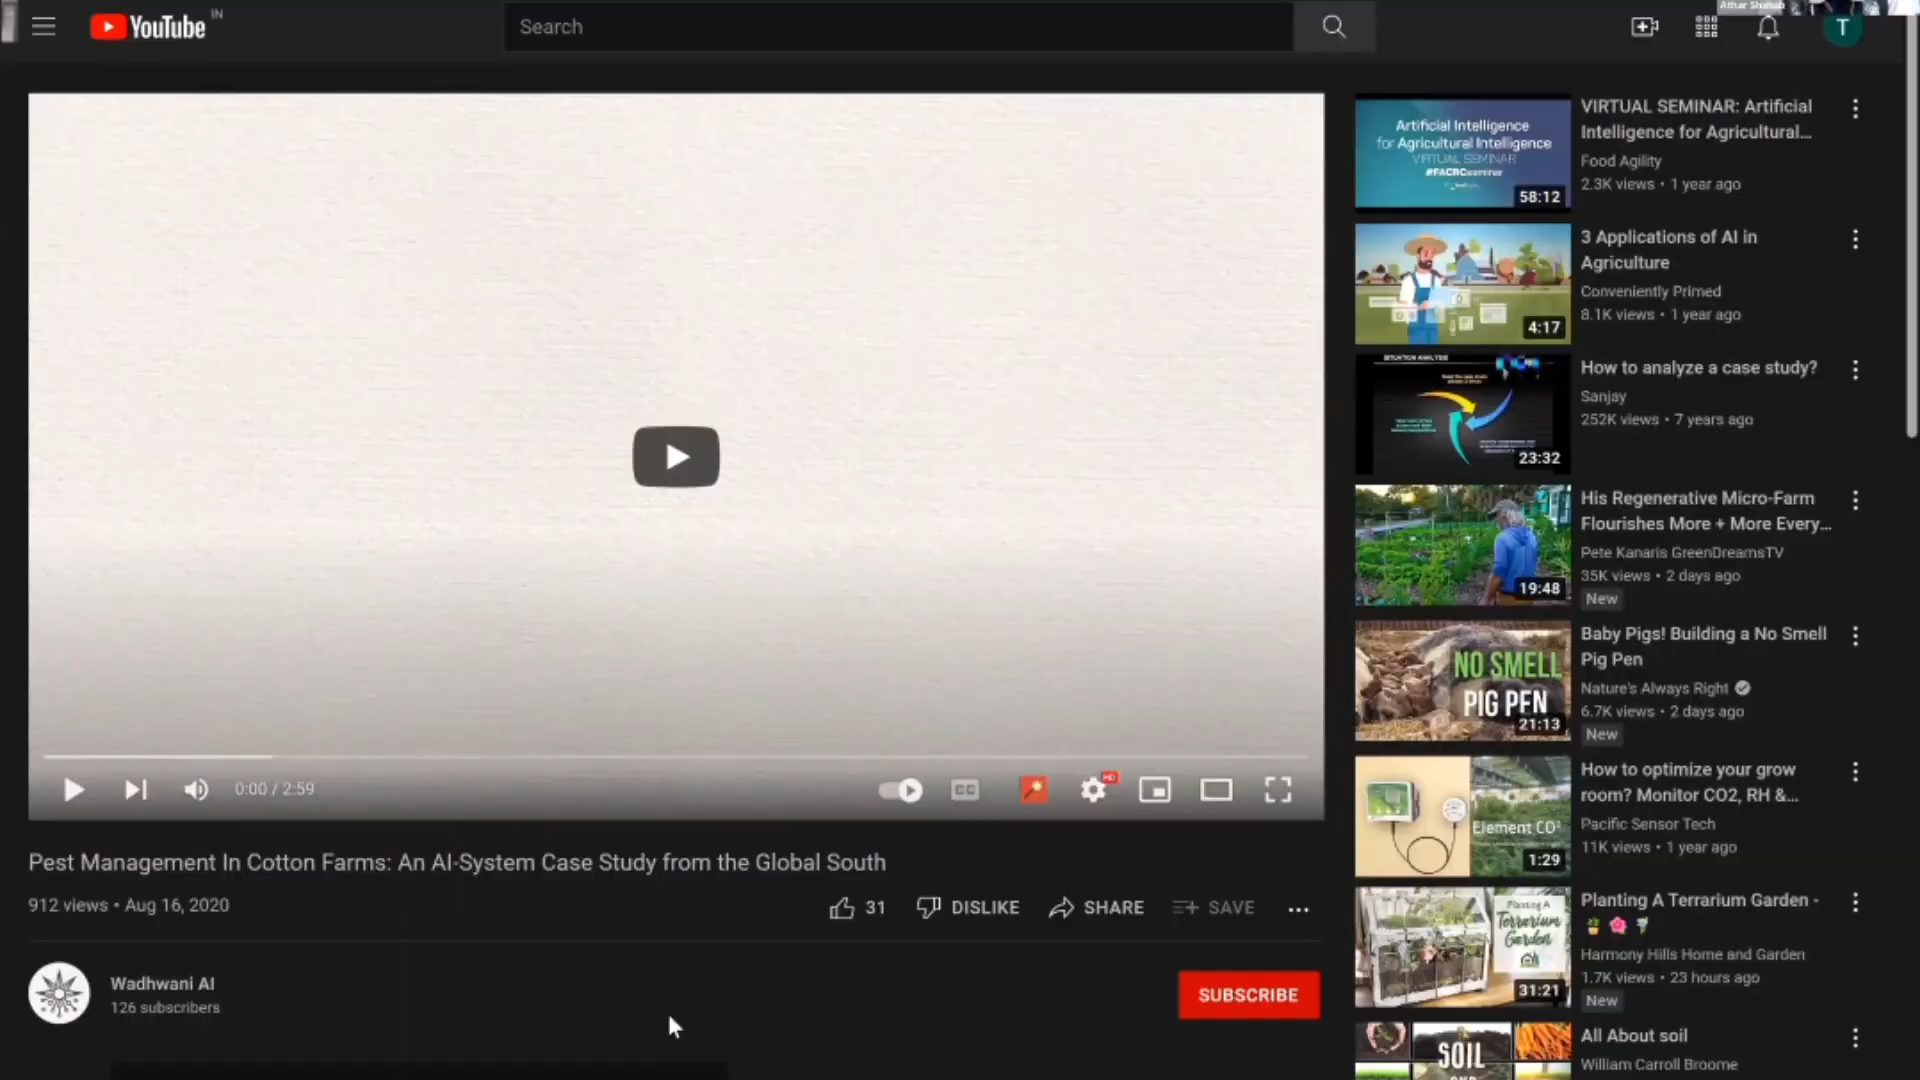 YouTube IN
Search
Athar Shahab
T
Artificial Intelligence
for Agricultural Intelligence
VIRTUAL SEMINAR
58:12
VIRTUAL SEMINAR: Artificial
Intelligence for Agricultural...
Food Agility
2.3K views • 1 year ago
4:17
3 Applications of AI in
Agriculture
Conveniently Primed
8.1K views • 1 year ago
SITUATION ANALYSIS
23:32
How to analyze a case study?
Sanjay
252K views • 7 years ago
19:48
His Regenerative Micro-Farm
Flourishes More + More Every...
Pete Kanaris GreenDreamsTV
35K views • 2 days ago
New
NO SMELL
PIG PEN
21:13
Baby Pigs! Building a No Smell
Pig Pen
Nature's Always Right
6.7K views • 2 days ago
New
Element CO²
1:29
How to optimize your grow
room? Monitor CO2, RH &...
Pacific Sensor Tech
11K views • 1 year ago
Planting A
Terrarium
Garden
31:21
Planting A Terrarium Garden -
Harmony Hills Home and Garden
1.7K views • 23 hours ago
New
SOIL
All About soil
William Carroll Broome
0:00 / 2:59
CC
HD
Pest Management In Cotton Farms: An AI-System Case Study from the Global South
912 views • Aug 16, 2020
31
DISLIKE
SHARE
SAVE
Wadhwani AI
126 subscribers
SUBSCRIBE